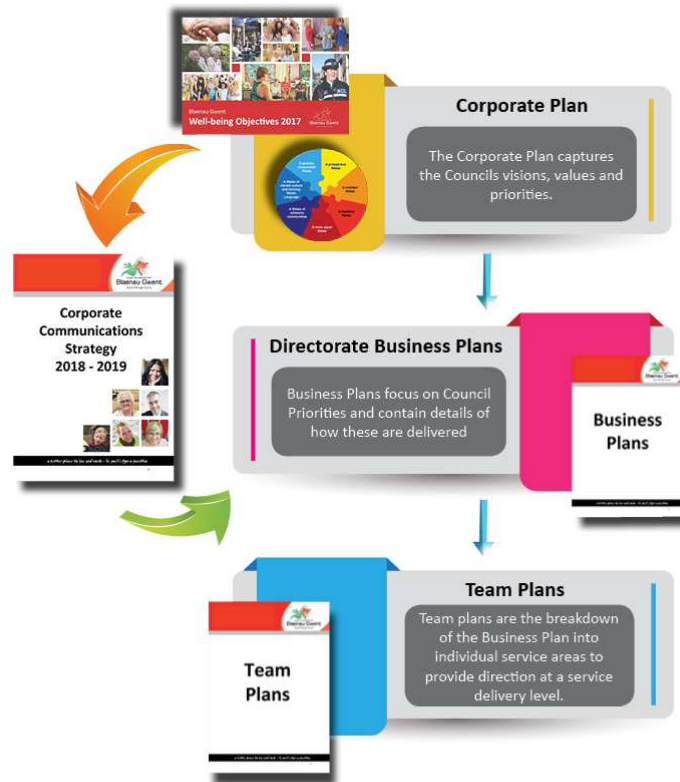 Blaenau Gwent
Well-being Objectives 2017
Corporate Plan
The Corporate Plan captures
the Councils visions, values and
priorities.
Blaenau Gwent
Corporate
Communications
Strategy
2018 - 2019
Directorate Business Plans
Business Plans focus on Council
Priorities and contain details of
how these are delivered
Business
Plans
Team Plans
Team plans are the breakdown
of the Business Plan into
individual service areas to
provide direction at a service
delivery level.
Blaenau Gwent
Team
Plans